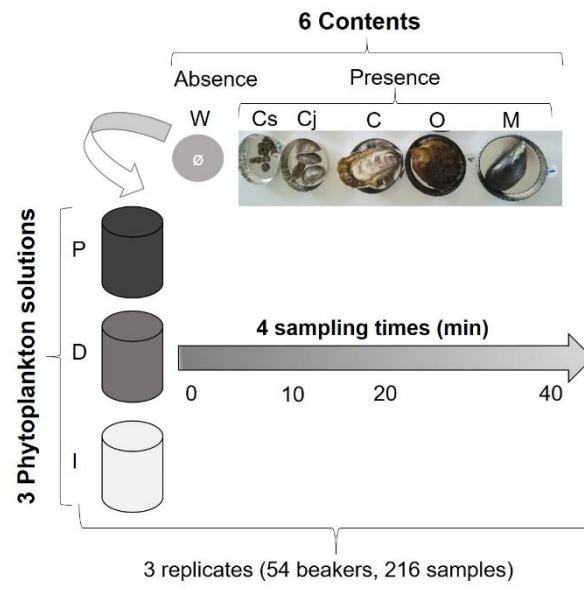 6 Contents
Absence Presence
W Cs Cj C O M
ø
3 Phytoplankton solutions
P
D
I
4 sampling times (min)
0 10 20 40
3 replicates (54 beakers, 216 samples)